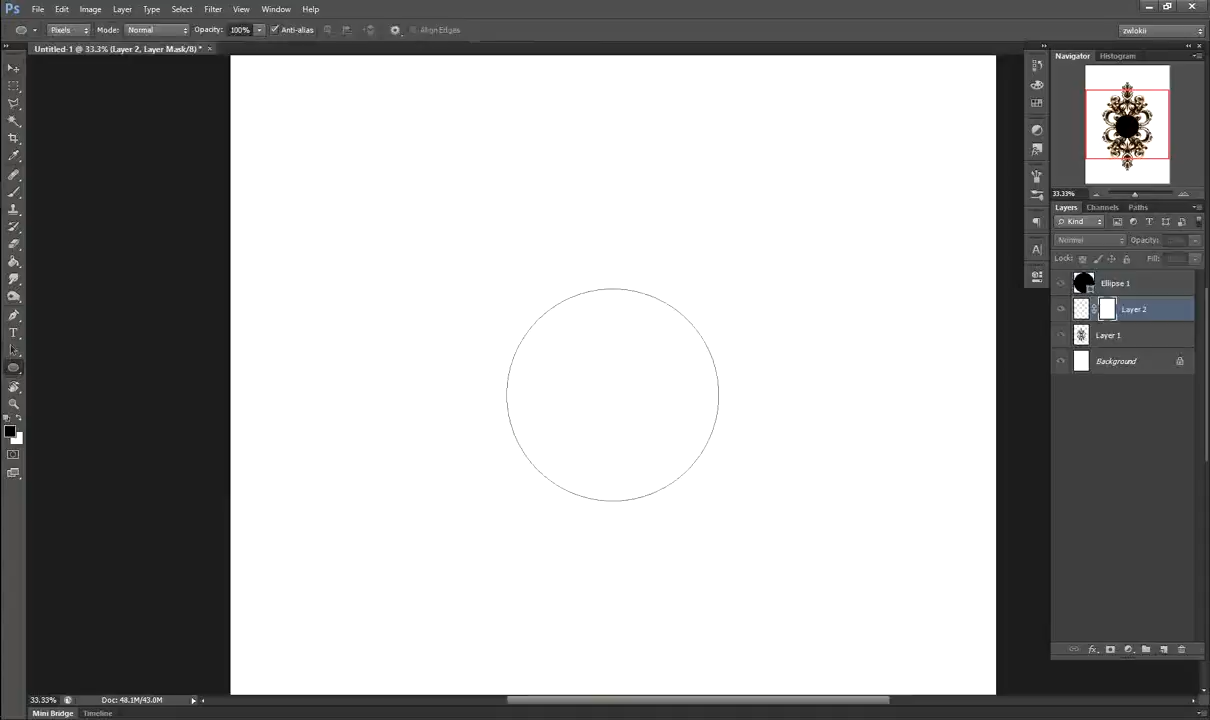 Ps File Edit Image Layer Type Select Filter View Window Help
Pixels Mode: Normal Opacity: 100% Anti-alias Align Edges zwlokii
Untitled-1 @ 33.3% (Layer 2, Layer Mask/8) * ×
Navigator Histogram
33.33%
Layers Channels Paths
Kind
Normal Opacity:
Lock: Fill:
Ellipse 1
Layer 2
Layer 1
Background
fx
33.33% Doc: 48.1M/43.0M
Mini Bridge Timeline